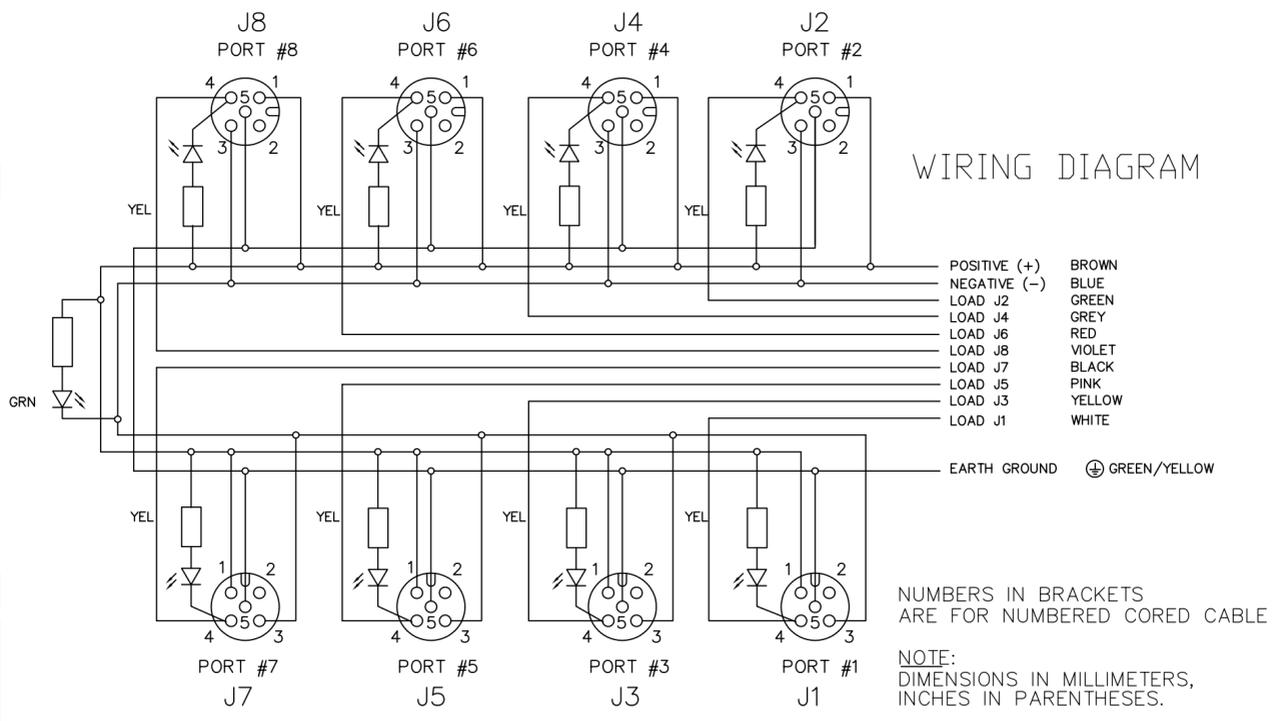 J8 J6 J4 J2
PORT #8 PORT #6 PORT #4 PORT #2
4 5 1 4 5 1 4 5 1 4 5 1
3 2 3 2 3 2 3 2
WIRING DIAGRAM
YEL YEL YEL YEL
POSITIVE (+) BROWN
NEGATIVE (−) BLUE
LOAD J2 GREEN
LOAD J4 GREY
LOAD J6 RED
LOAD J8 VIOLET
LOAD J7 BLACK
LOAD J5 PINK
LOAD J3 YELLOW
LOAD J1 WHITE
GRN
EARTH GROUND GREEN/YELLOW
YEL YEL YEL YEL
1 2 1 2 1 2 1 2
4 5 3 4 5 3 4 5 3 4 5 3
PORT #7 PORT #5 PORT #3 PORT #1
J7 J5 J3 J1
NUMBERS IN BRACKETS
ARE FOR NUMBERED CORED CABLE
NOTE:
DIMENSIONS IN MILLIMETERS,
INCHES IN PARENTHESES.